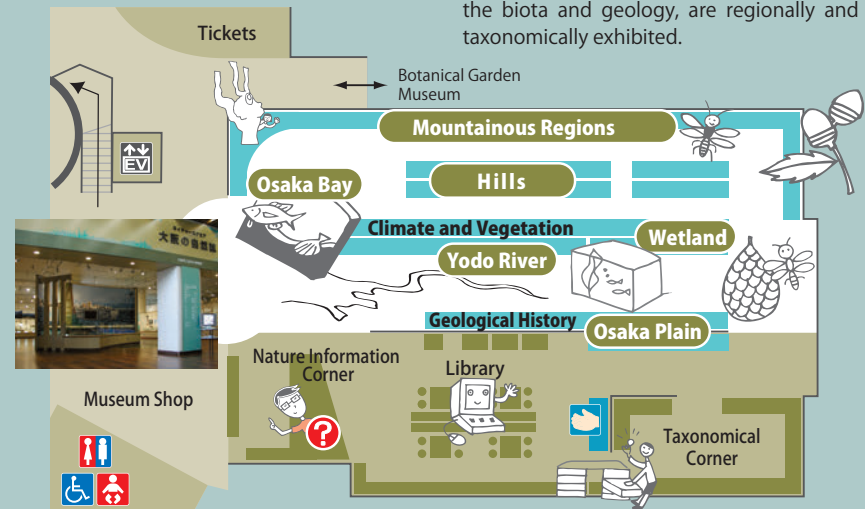 the biota and geology, are regionally and
taxonomically exhibited.
Tickets
Botanical Garden
Museum
EV
Mountainous Regions
Osaka Bay
Hills
Climate and Vegetation
Wetland
Yodo River
Geological History
Osaka Plain
Nature Information
Corner
Library
Museum Shop
?
Taxonomical
Corner